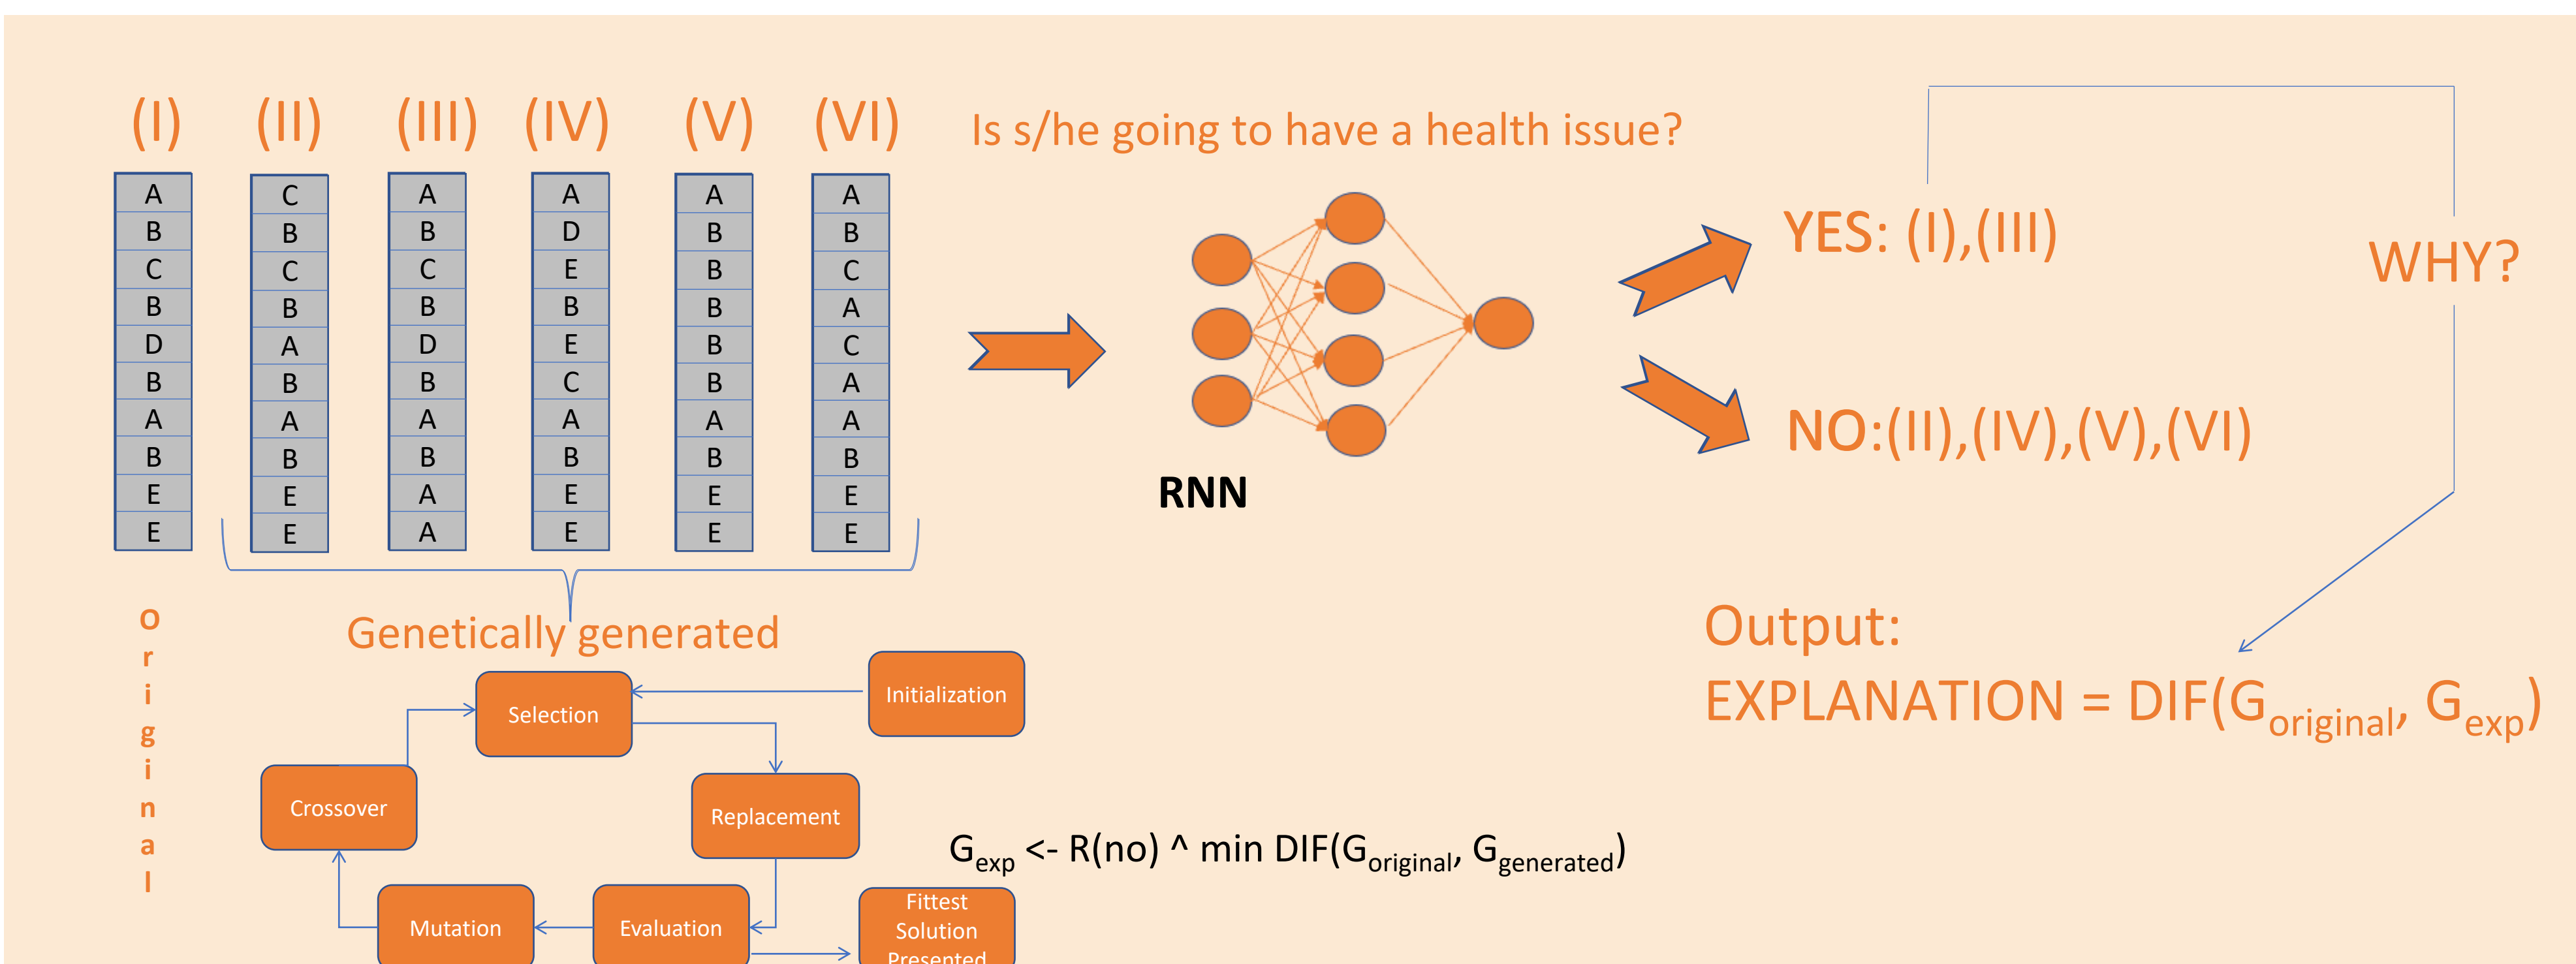 (I) (II) (III) (IV) (V) (VI)
Is s/he going to have a health issue?
A C A A A A
B B B D B B
C C C E B C
B B B B B A
D A D E B C
B B B C B A
A A A A A A
B B B B B B
E E A E E E
E E A E E E
RNN
YES: (I),(III)
NO:(II),(IV),(V),(VI)
WHY?
Original
Genetically generated
Initialization
Selection
Crossover
Replacement
Mutation
Evaluation
Fittest
Solution
Presented
Gexp <- R(no) ^ min DIF(Goriginal, Ggenerated)
Output:
EXPLANATION = DIF(Goriginal, Gexp)